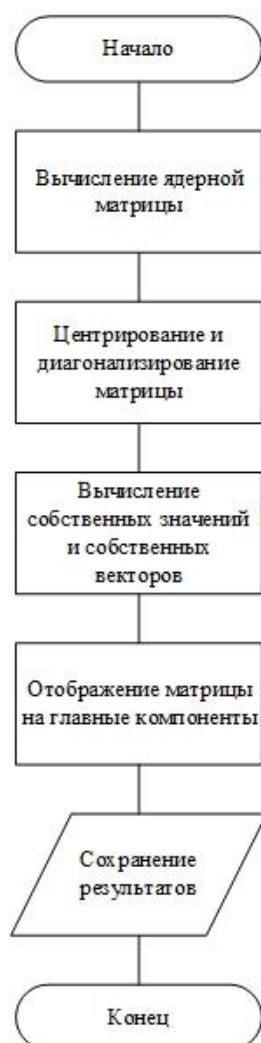 Начало
Вычисление ядерной
матрицы
Центрирование и
диагонализирование
матрицы
Вычисление
собственных значений
и собственных
векторов
Отображение матрицы
на главные компоненты
Сохранение
результатов
Конец